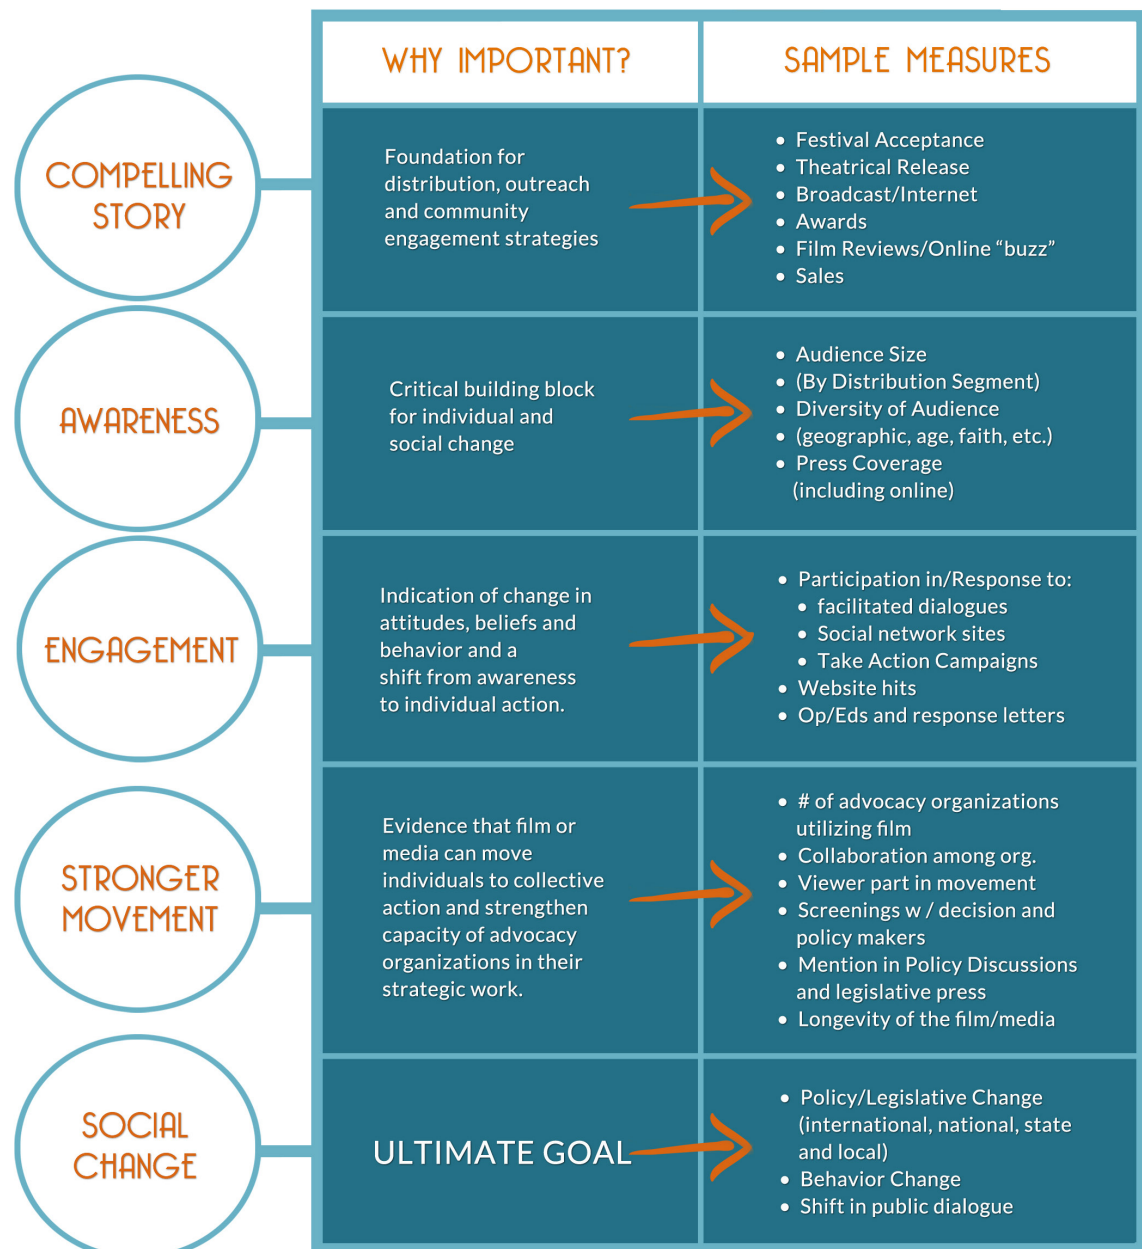 WHY IMPORTANT?
SAMPLE MEASURES
COMPELLING
STORY
Foundation for
distribution, outreach
and community
engagement strategies
• Festival Acceptance
• Theatrical Release
• Broadcast/Internet
• Awards
• Film Reviews/Online “buzz”
• Sales
AWARENESS
Critical building block
for individual and
social change
• Audience Size
• (By Distribution Segment)
• Diversity of Audience
• (geographic, age, faith, etc.)
• Press Coverage
(including online)
ENGAGEMENT
Indication of change in
attitudes, beliefs and
behavior and a
shift from awareness
to individual action.
• Participation in/Response to:
• facilitated dialogues
• Social network sites
• Take Action Campaigns
• Website hits
• Op/Eds and response letters
STRONGER
MOVEMENT
Evidence that film or
media can move
individuals to collective
action and strengthen
capacity of advocacy
organizations in their
strategic work.
• # of advocacy organizations
utilizing film
• Collaboration among org.
• Viewer part in movement
• Screenings w / decision and
policy makers
• Mention in Policy Discussions
and legislative press
• Longevity of the film/media
SOCIAL
CHANGE
ULTIMATE GOAL
• Policy/Legislative Change
(international, national, state
and local)
• Behavior Change
• Shift in public dialogue